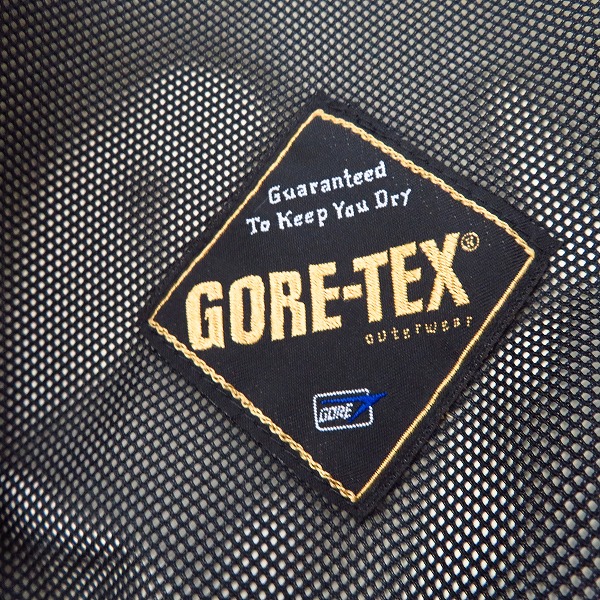 Guaranteed
To Keep You Dry
GORE-TEX®
outerwear
GORE